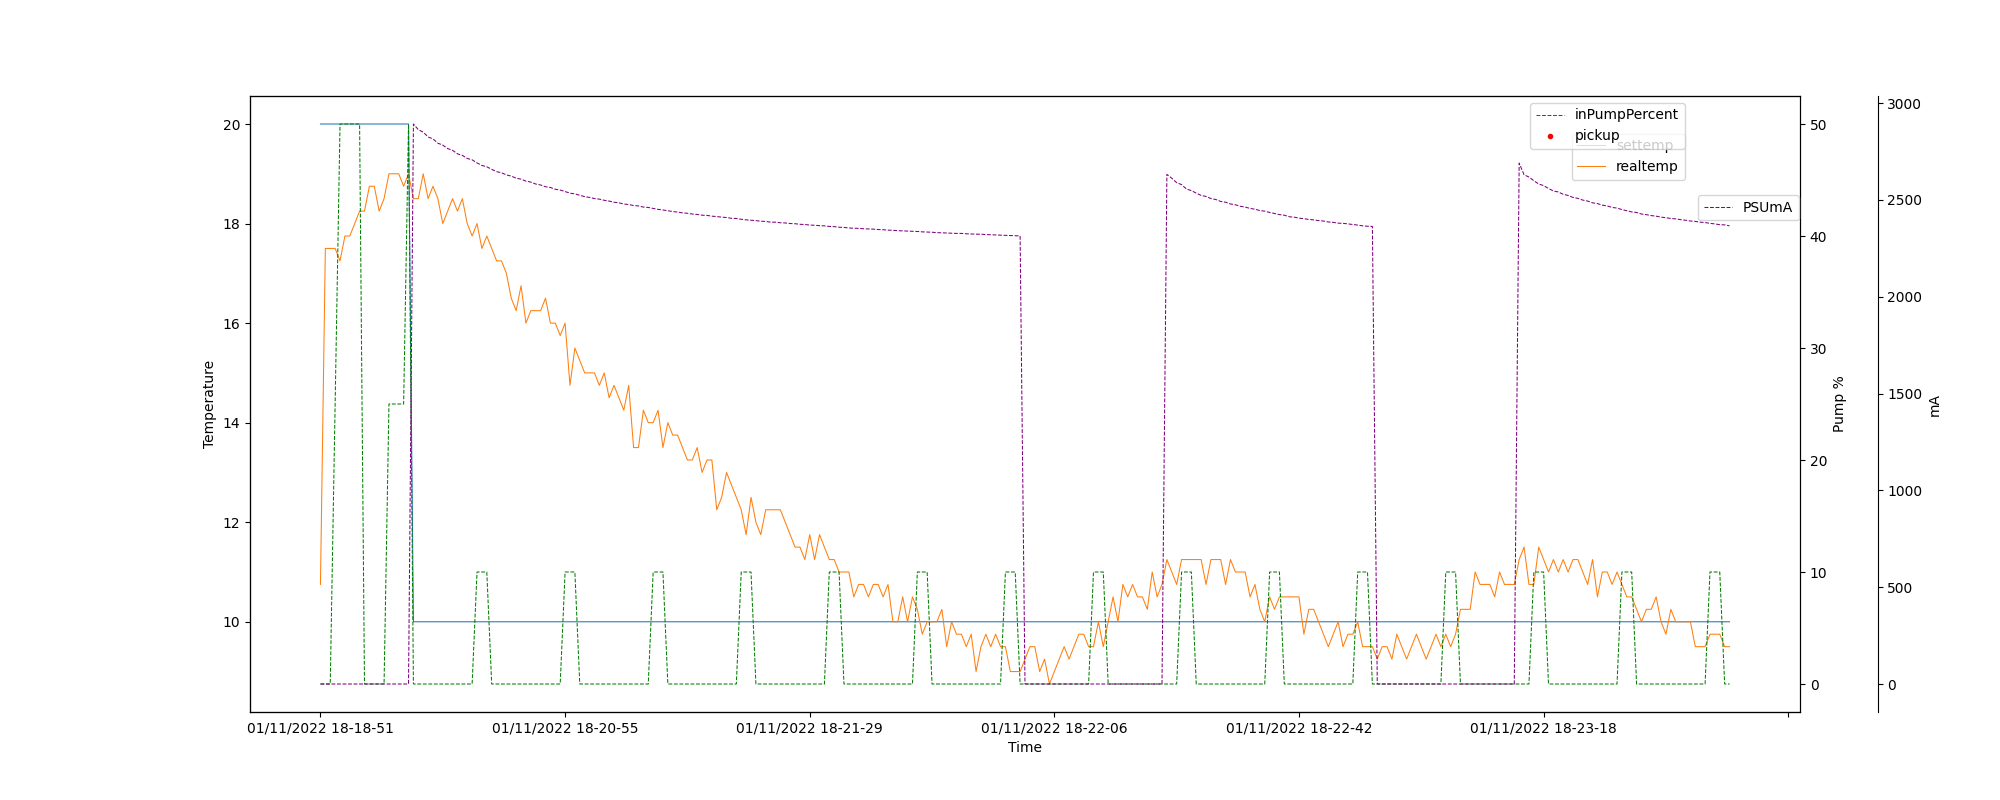 inPumpPercent
pickup
settemp
realtemp
PSUmA
20
18
16
14
12
10
Temperature
50
40
30
20
10
0
Pump %
3000
2500
2000
1500
1000
500
0
mA
01/11/2022 18-18-51
01/11/2022 18-20-55
01/11/2022 18-21-29
01/11/2022 18-22-06
01/11/2022 18-22-42
01/11/2022 18-23-18
Time